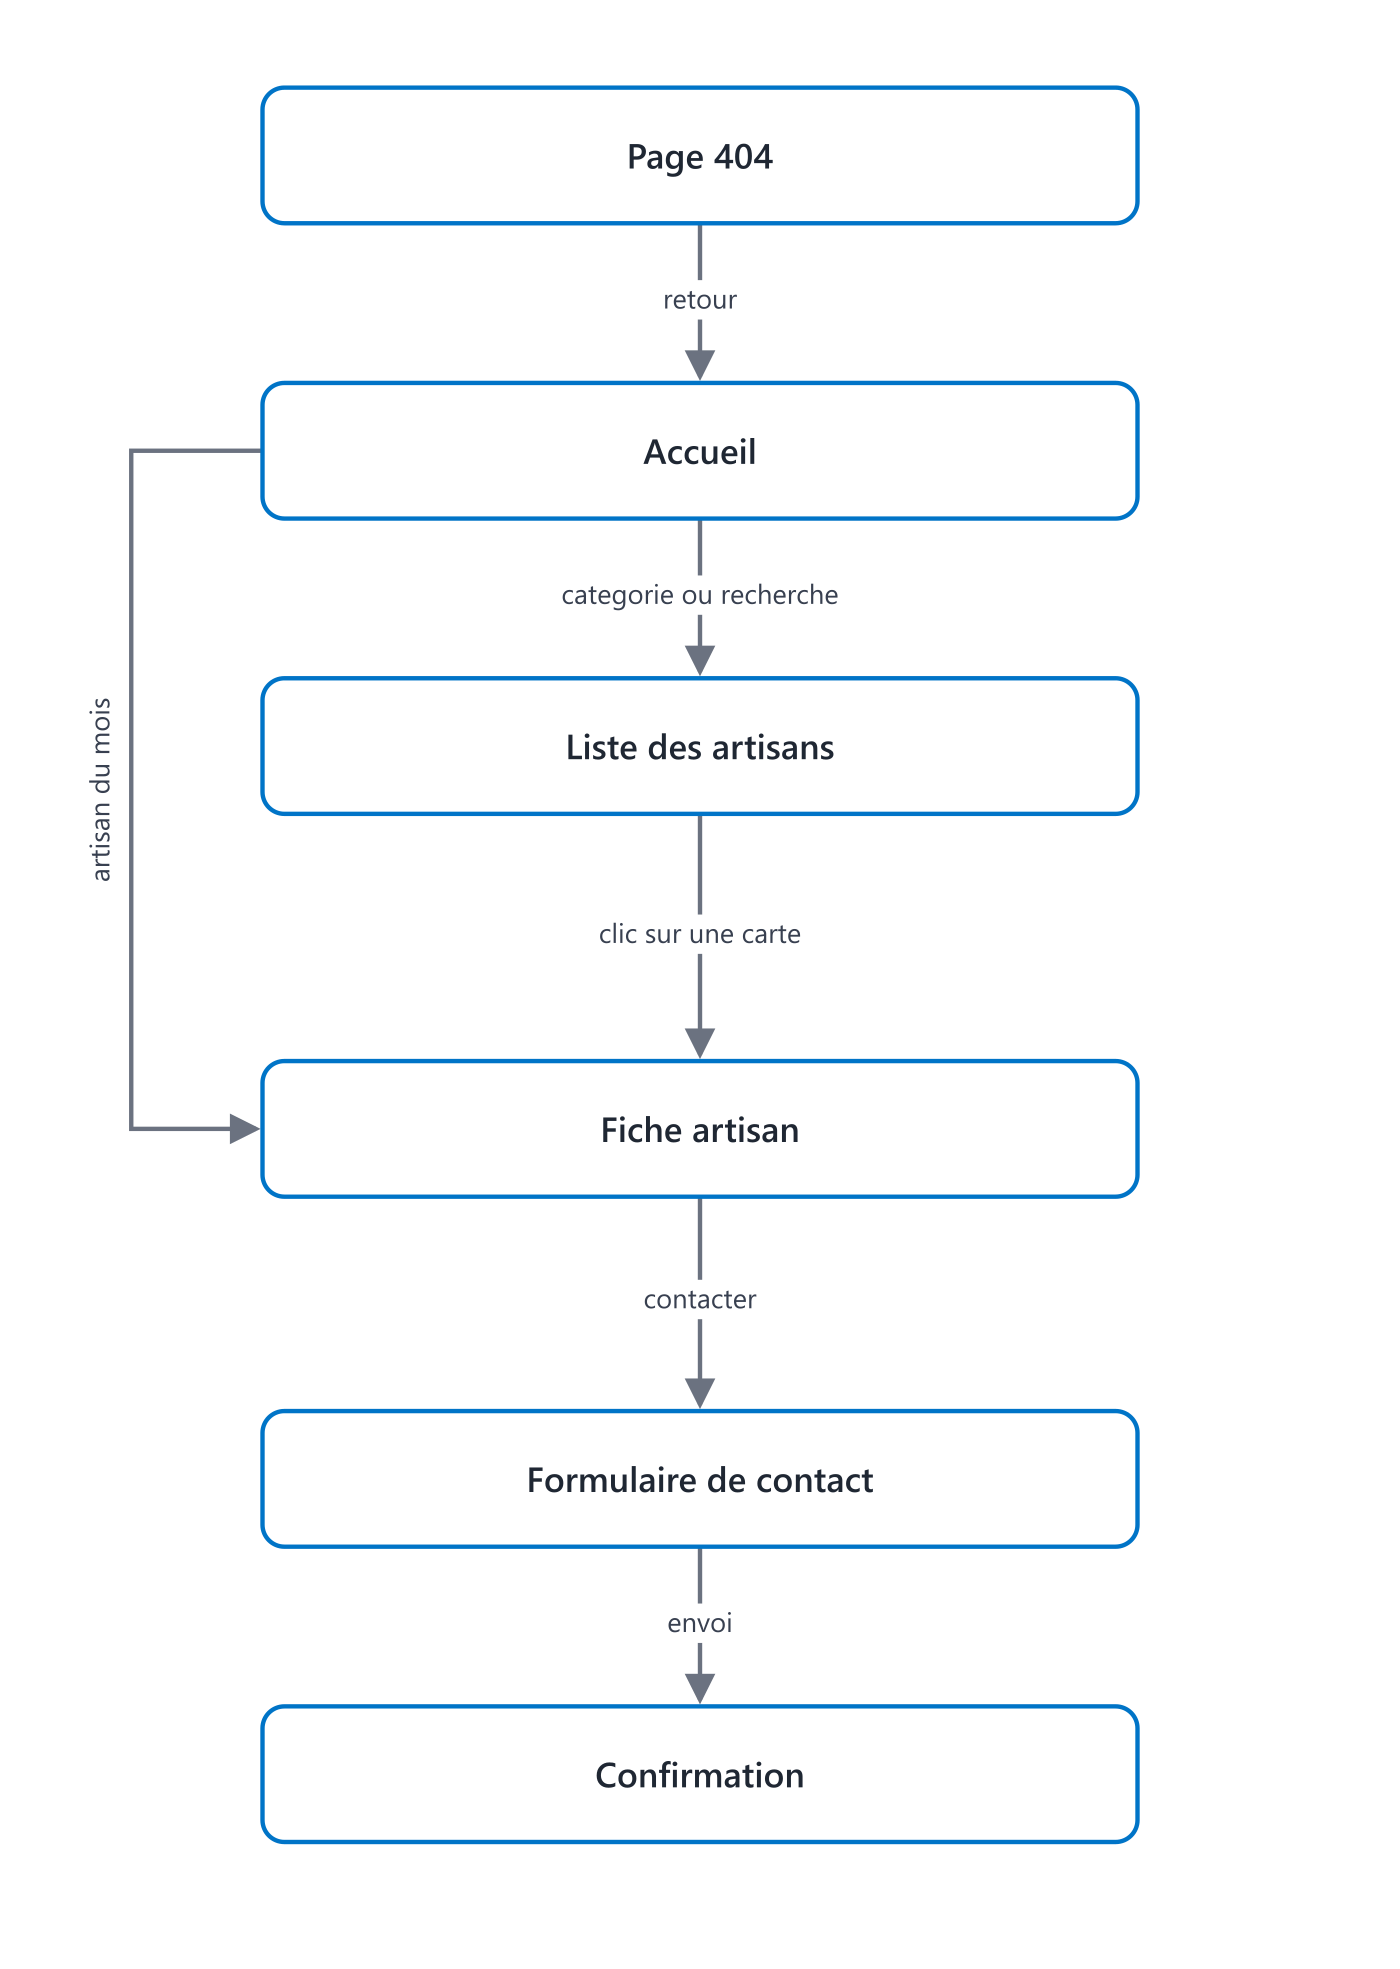 Page 404
retour
Accueil
categorie ou recherche
Liste des artisans
artisan du mois
clic sur une carte
Fiche artisan
contacter
Formulaire de contact
envoi
Confirmation